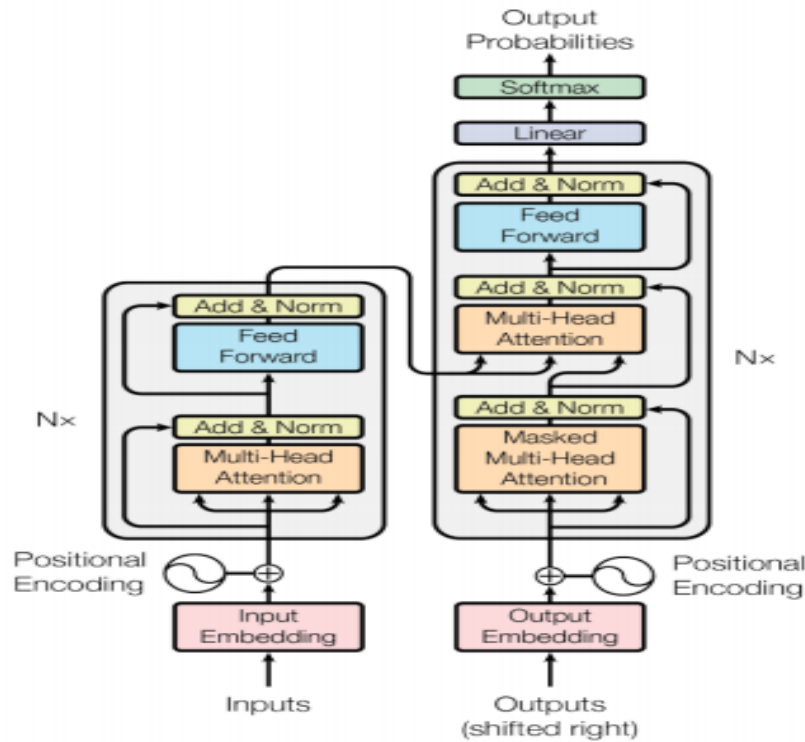 Output
Probabilities
Softmax
Linear
Add & Norm
Feed
Forward
Add & Norm
Multi-Head
Attention
Add & Norm
Masked
Multi-Head
Attention
Nx
Add & Norm
Feed
Forward
Add & Norm
Multi-Head
Attention
Nx
Positional
Encoding
Positional
Encoding
Input
Embedding
Output
Embedding
Inputs
Outputs
(shifted right)